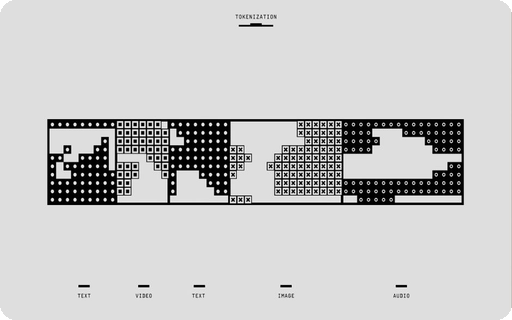 TOKENIZATION
TEXT VIDEO TEXT IMAGE AUDIO